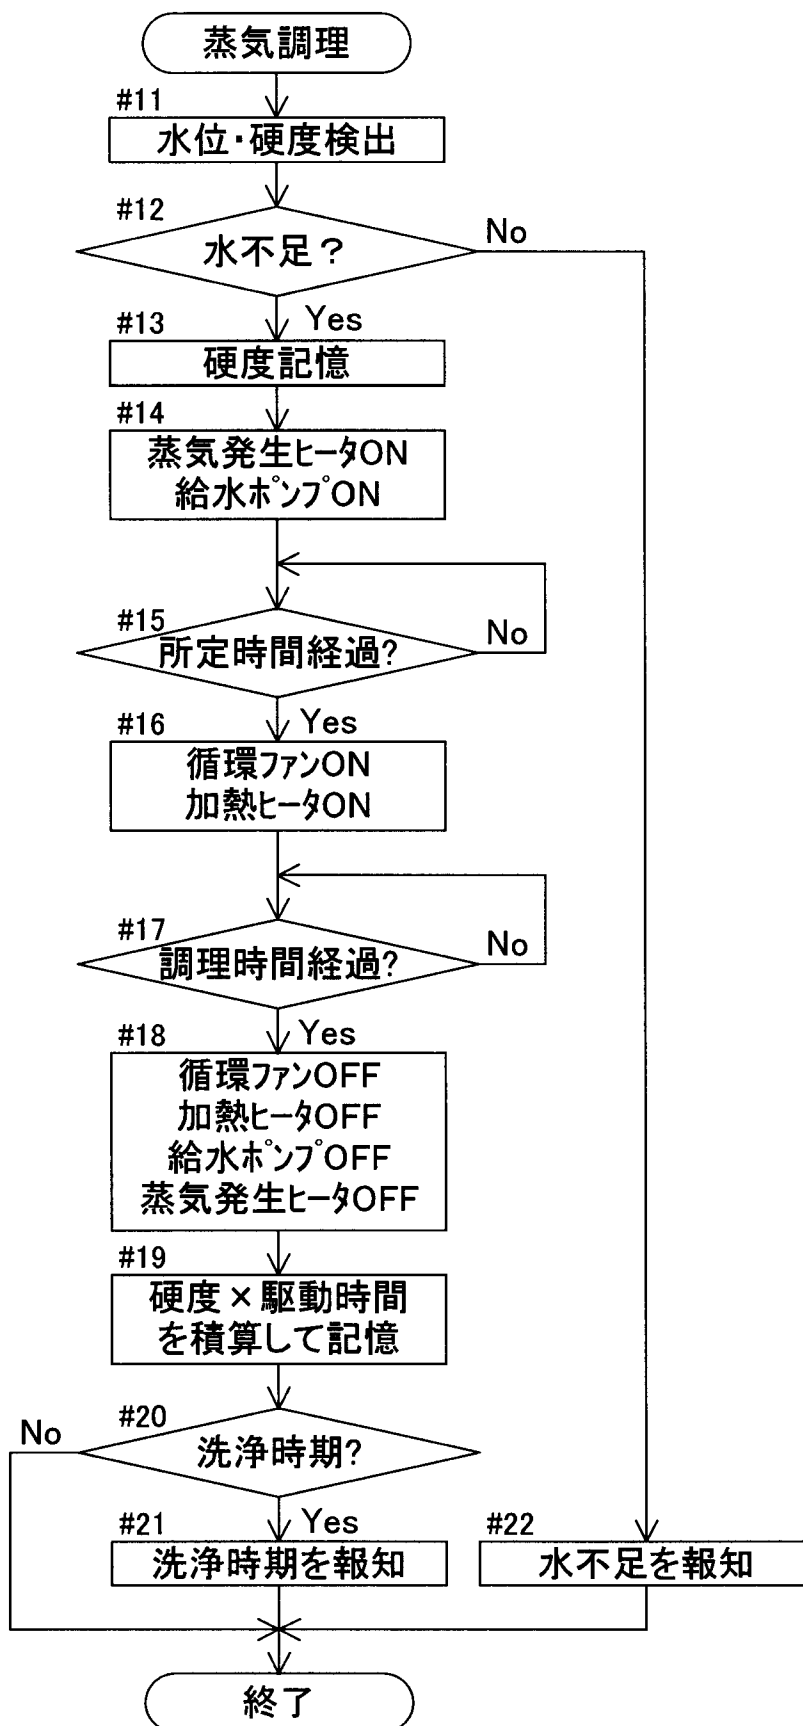 蒸気調理
#11
水位・硬度検出
#12
水不足？
No
Yes
#13
硬度記憶
#14
蒸気発生ﾋｰﾀON
給水ﾎﾟﾝﾌﾟON
#15
所定時間経過?
No
Yes
#16
循環ﾌｧﾝON
加熱ﾋｰﾀON
#17
調理時間経過?
No
Yes
#18
循環ﾌｧﾝOFF
加熱ﾋｰﾀOFF
給水ﾎﾟﾝﾌﾟOFF
蒸気発生ﾋｰﾀOFF
#19
硬度×駆動時間
を積算して記憶
#20
洗浄時期?
No
Yes
#21
洗浄時期を報知
#22
水不足を報知
終了